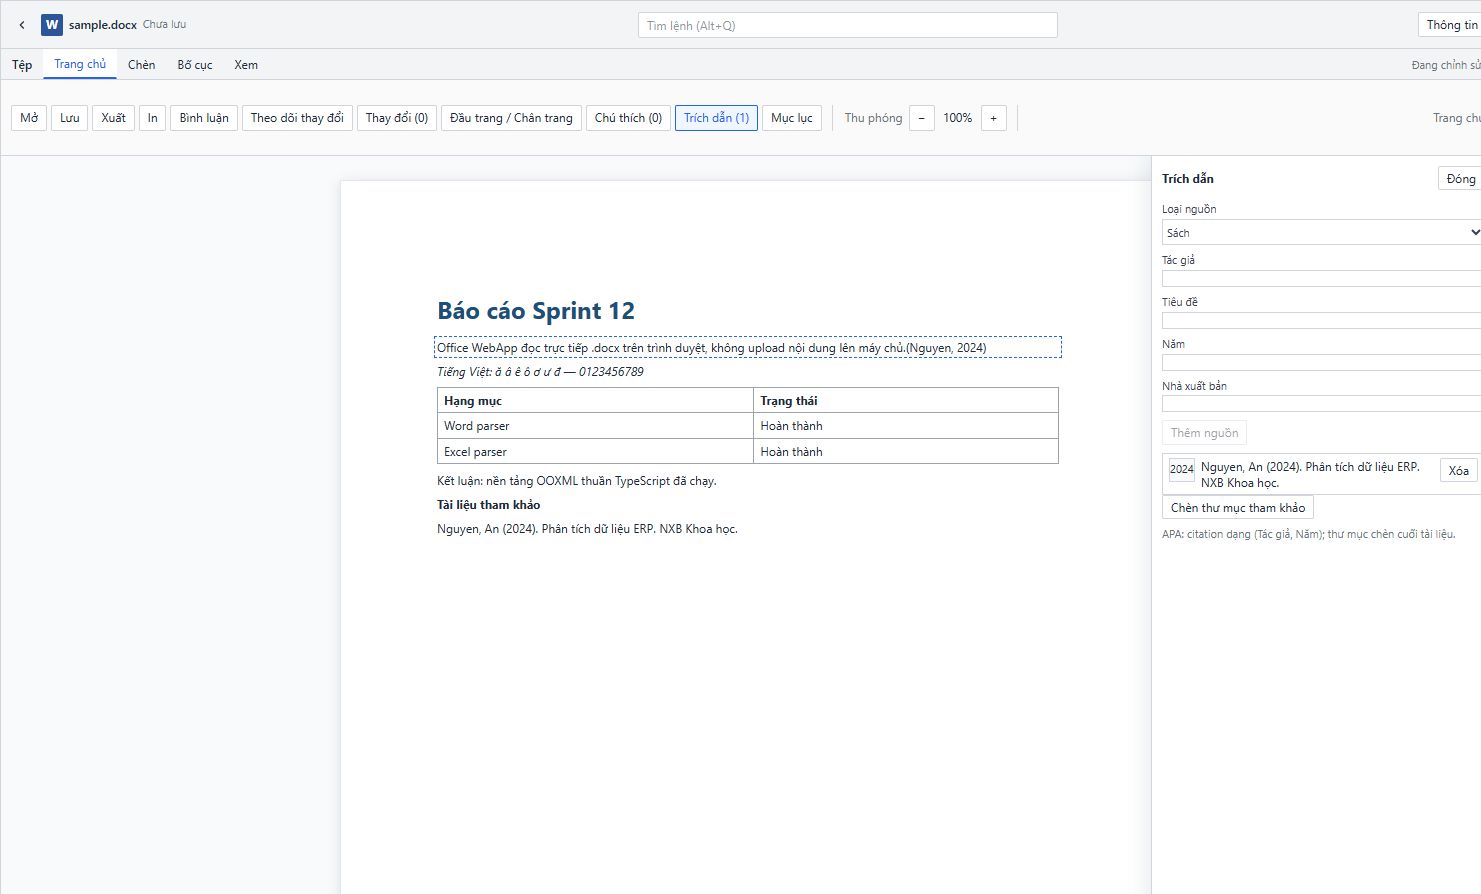 W sample.docx Chưa lưu
Tìm lệnh (Alt+Q)
Thông tin
Tệp Trang chủ Chèn Bố cục Xem
Đang chỉnh sử
Mở Lưu Xuất In Bình luận Theo dõi thay đổi Thay đổi (0) Đầu trang / Chân trang Chú thích (0) Trích dẫn (1) Mục lục Thu phóng − 100% +
Trang chủ
Báo cáo Sprint 12
Office WebApp đọc trực tiếp .docx trên trình duyệt, không upload nội dung lên máy chủ.(Nguyen, 2024)
Tiếng Việt: ă â ê ô ơ ư đ — 0123456789
Hạng mục Trạng thái
Word parser Hoàn thành
Excel parser Hoàn thành
Kết luận: nền tảng OOXML thuần TypeScript đã chạy.
Tài liệu tham khảo
Nguyen, An (2024). Phân tích dữ liệu ERP. NXB Khoa học.
Trích dẫn Đóng
Loại nguồn
Sách
Tác giả
Tiêu đề
Năm
Nhà xuất bản
Thêm nguồn
2024 Nguyen, An (2024). Phân tích dữ liệu ERP.
NXB Khoa học.
Xóa
Chèn thư mục tham khảo
APA: citation dạng (Tác giả, Năm); thư mục chèn cuối tài liệu.